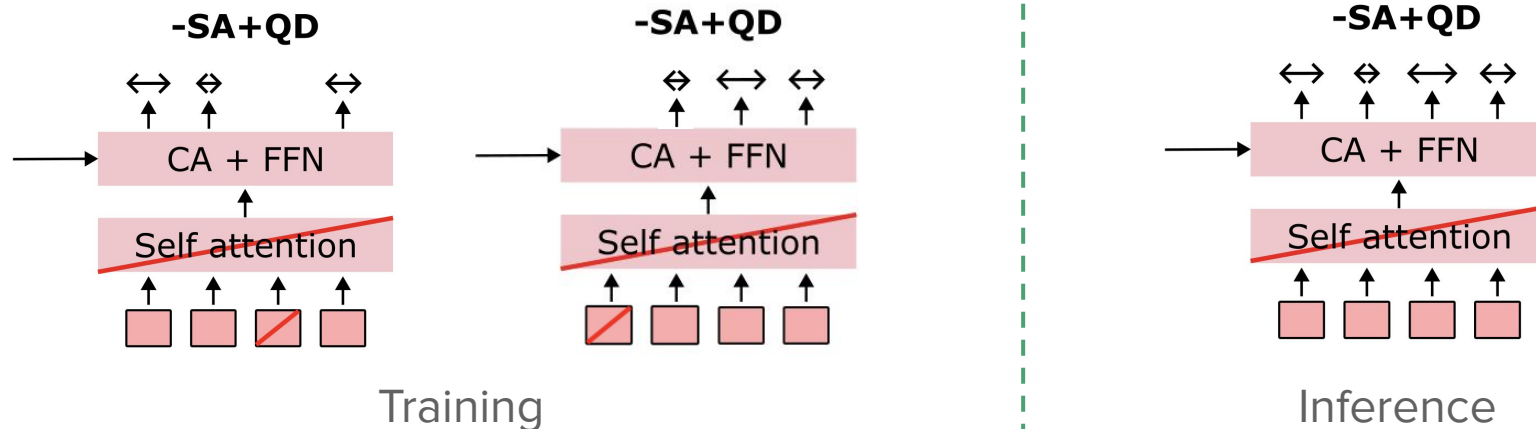 -SA+QD
CA + FFN
Self attention
-SA+QD
CA + FFN
Self attention
Training
-SA+QD
CA + FFN
Self attention
Inference